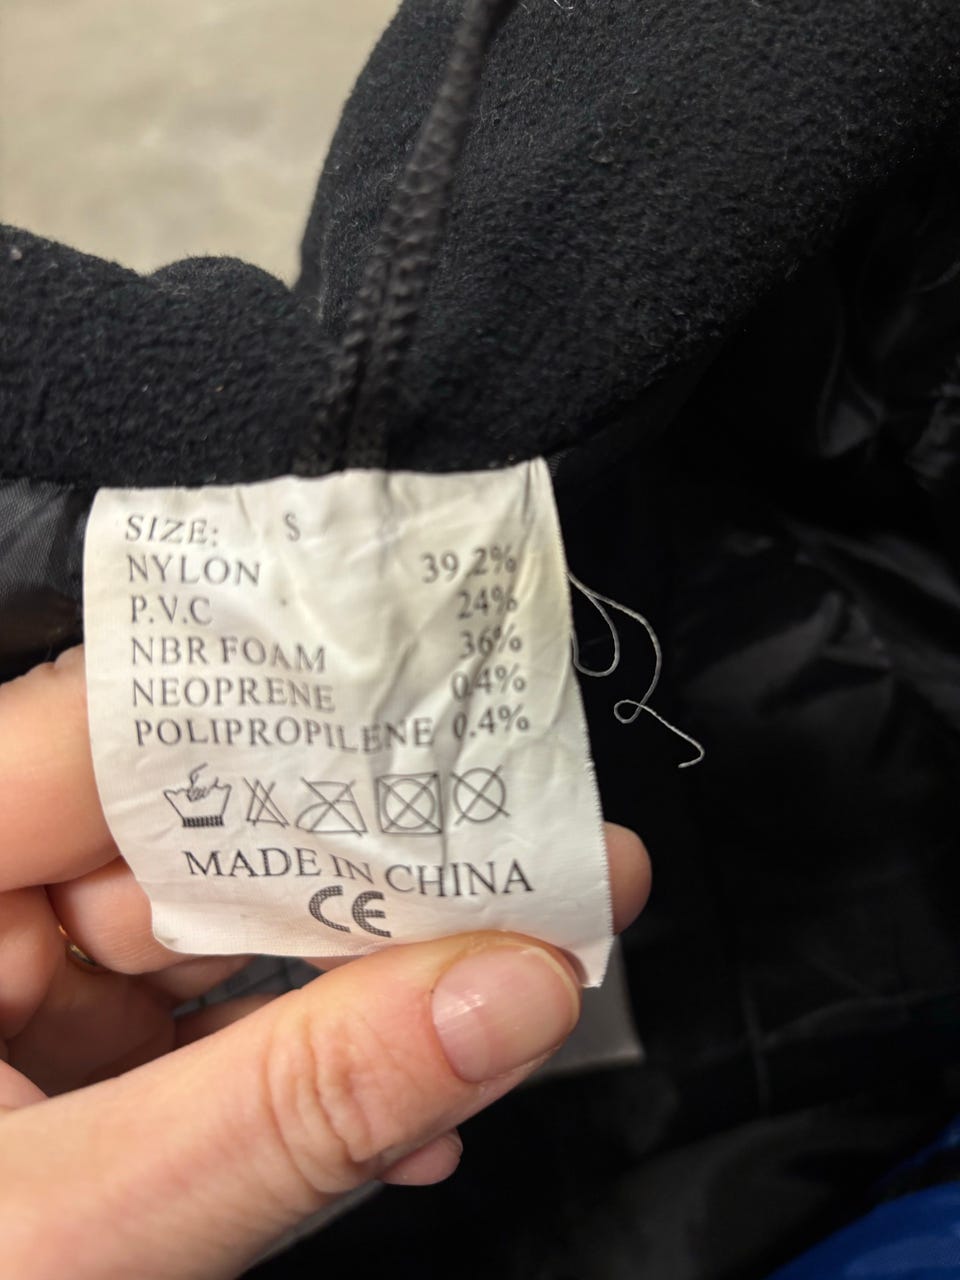 SIZE: S
NYLON 39.2%
P.V.C 24%
NBR FOAM 36%
NEOPRENE 0.4%
POLIPROPILENE 0.4%
MADE IN CHINA
CE